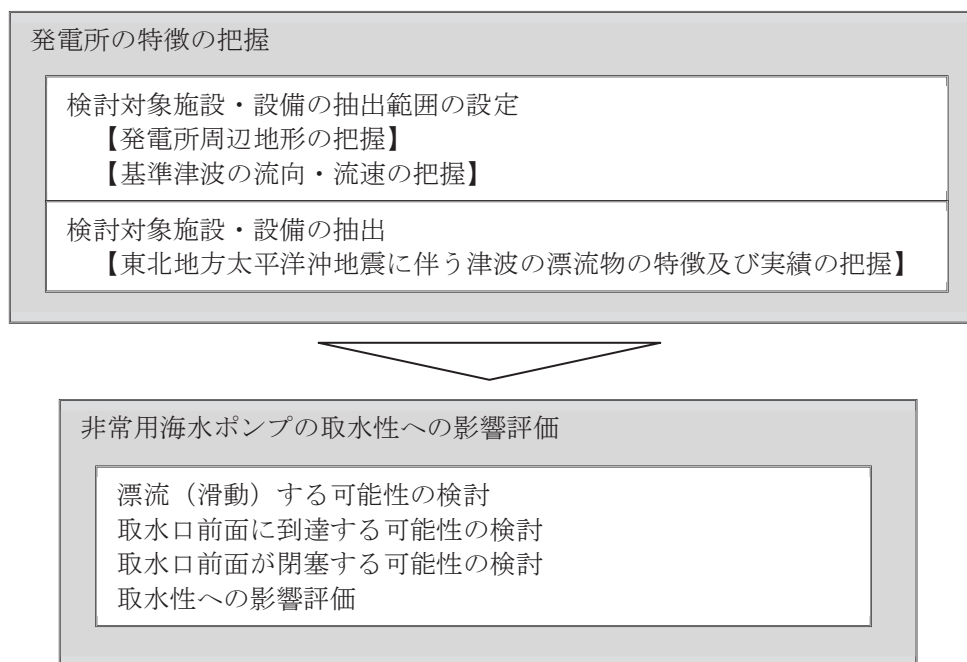 発電所の特徴の把握
検討対象施設・設備の抽出範囲の設定
【発電所周辺地形の把握】
【基準津波の流向・流速の把握】
検討対象施設・設備の抽出
【東北地方太平洋沖地震に伴う津波の漂流物の特徴及び実績の把握】
非常用海水ポンプの取水性への影響評価
漂流（滑動）する可能性の検討
取水口前面に到達する可能性の検討
取水口前面が閉塞する可能性の検討
取水性への影響評価